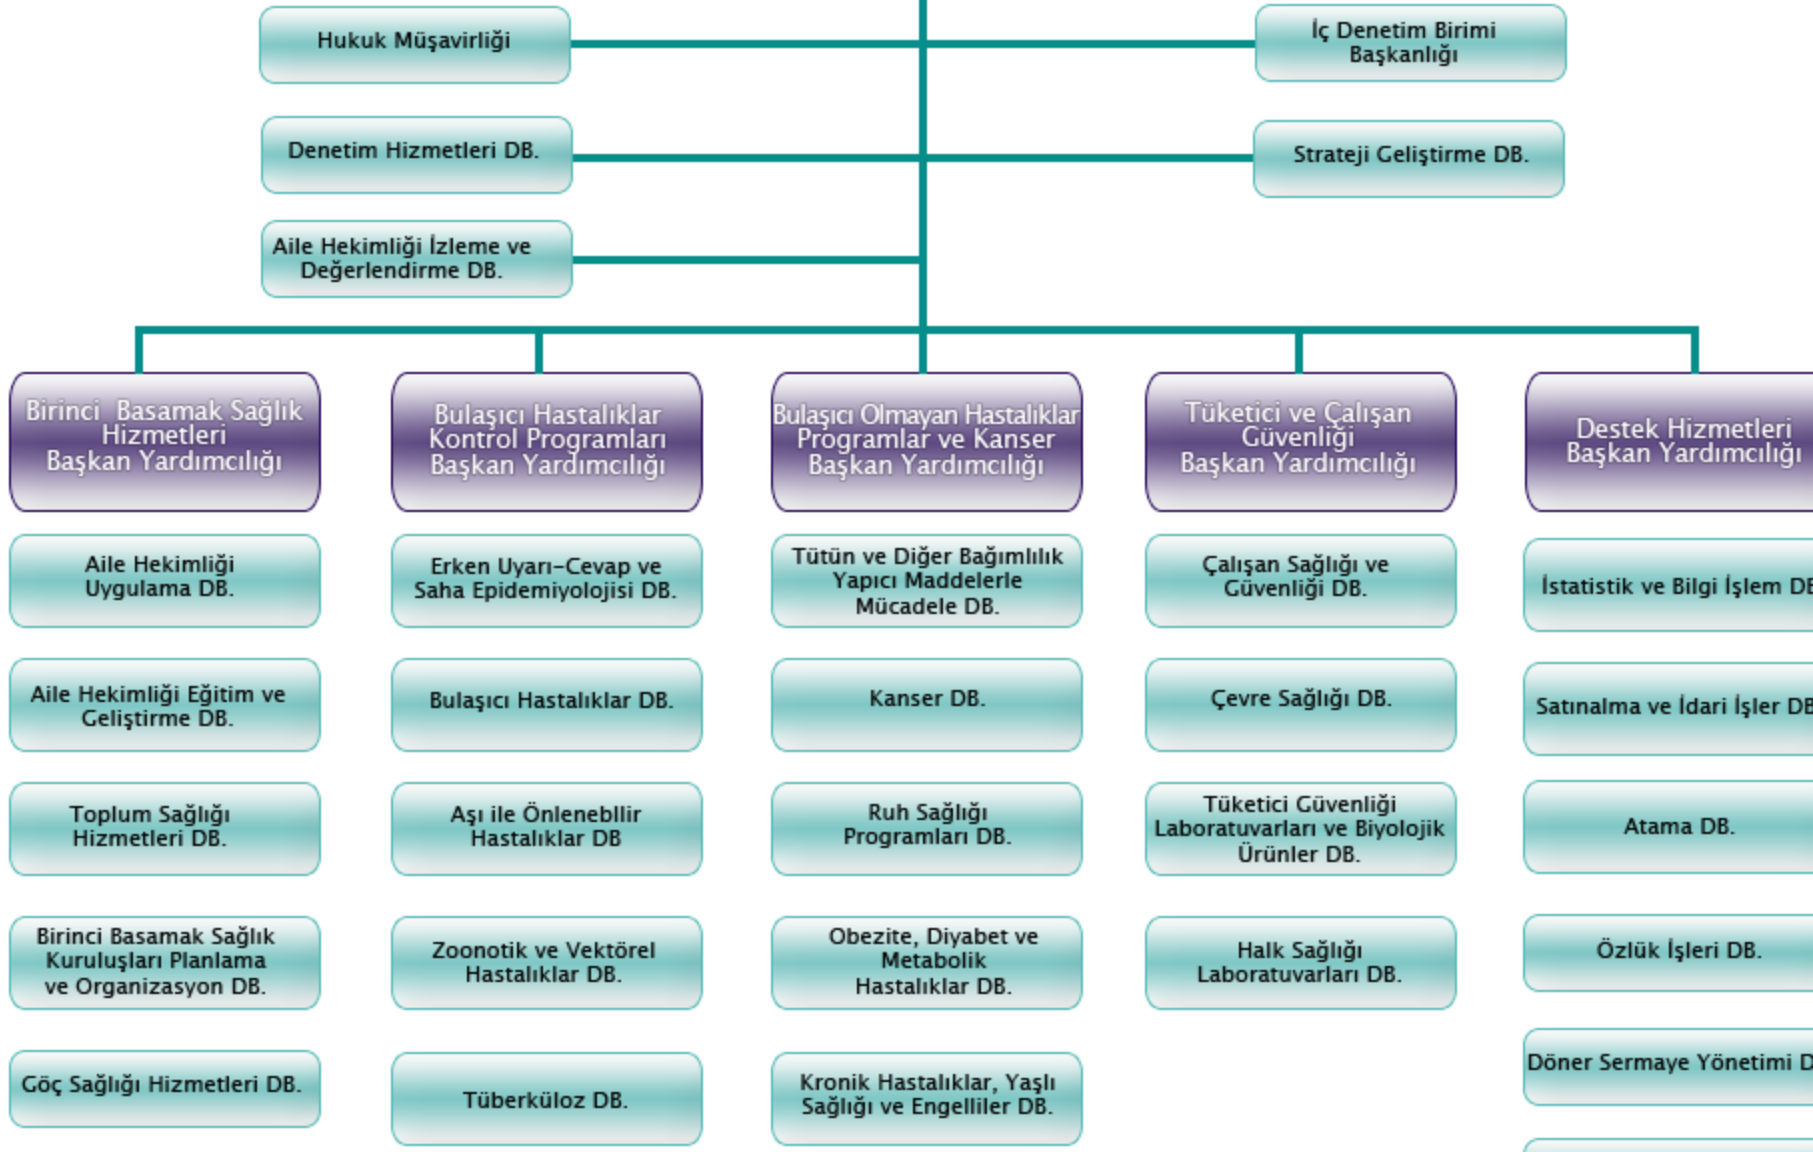 Hukuk Müşavirliği
İç Denetim Birimi
Başkanlığı
Denetim Hizmetleri DB.
Strateji Geliştirme DB.
Aile Hekimliği İzleme ve
Değerlendirme DB.
Birinci Basamak Sağlık
Hizmetleri
Başkan Yardımcılığı
Bulaşıcı Hastalıklar
Kontrol Programları
Başkan Yardımcılığı
Bulaşıcı Olmayan Hastalıklar
Programlar ve Kanser
Başkan Yardımcılığı
Tüketici ve Çalışan
Güvenliği
Başkan Yardımcılığı
Destek Hizmetleri
Başkan Yardımcılığı
Aile Hekimliği
Uygulama DB.
Erken Uyarı-Cevap ve
Saha Epidemiyolojisi DB.
Tütün ve Diğer Bağımlılık
Yapıcı Maddelerle
Mücadele DB.
Çalışan Sağlığı ve
Güvenliği DB.
İstatistik ve Bilgi İşlem DB
Aile Hekimliği Eğitim ve
Geliştirme DB.
Bulaşıcı Hastalıklar DB.
Kanser DB.
Çevre Sağlığı DB.
Satınalma ve İdari İşler DB
Toplum Sağlığı
Hizmetleri DB.
Aşı ile Önlenebllir
Hastalıklar DB
Ruh Sağlığı
Programları DB.
Tüketici Güvenliği
Laboratuvarları ve Biyolojik
Ürünler DB.
Atama DB.
Birinci Basamak Sağlık
Kuruluşları Planlama
ve Organizasyon DB.
Zoonotik ve Vektörel
Hastalıklar DB.
Obezite, Diyabet ve
Metabolik
Hastalıklar DB.
Halk Sağlığı
Laboratuvarları DB.
Özlük İşleri DB.
Göç Sağlığı Hizmetleri DB.
Tüberküloz DB.
Kronik Hastalıklar, Yaşlı
Sağlığı ve Engelliler DB.
Döner Sermaye Yönetimi D